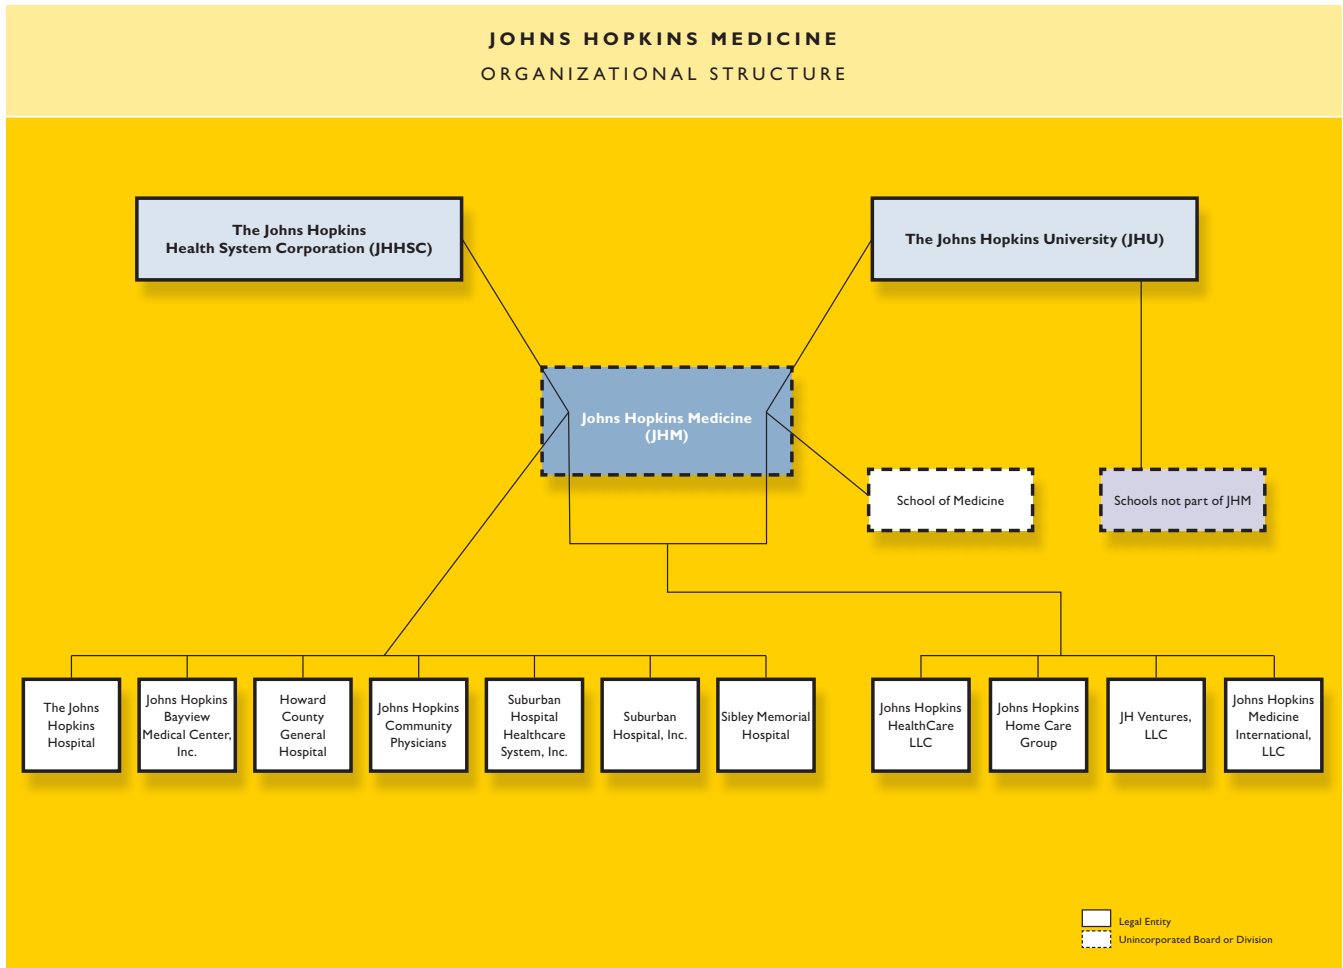 JOHNS HOPKINS MEDICINE
ORGANIZATIONAL STRUCTURE
The Johns Hopkins
Health System Corporation (JHHSC)
The Johns Hopkins University (JHU)
Johns Hopkins Medicine
(JHM)
School of Medicine
Schools not part of JHM
The Johns
Hopkins
Hospital
Johns Hopkins
Bayview
Medical Center,
Inc.
Howard
County
General
Hospital
Johns Hopkins
Community
Physicians
Suburban
Hospital
Healthcare
System, Inc.
Suburban
Hospital, Inc.
Sibley Memorial
Hospital
Johns Hopkins
HealthCare
LLC
Johns Hopkins
Home Care
Group
JH Ventures,
LLC
Johns Hopkins
Medicine
International,
LLC
Legal Entity
Unincorporated Board or Division